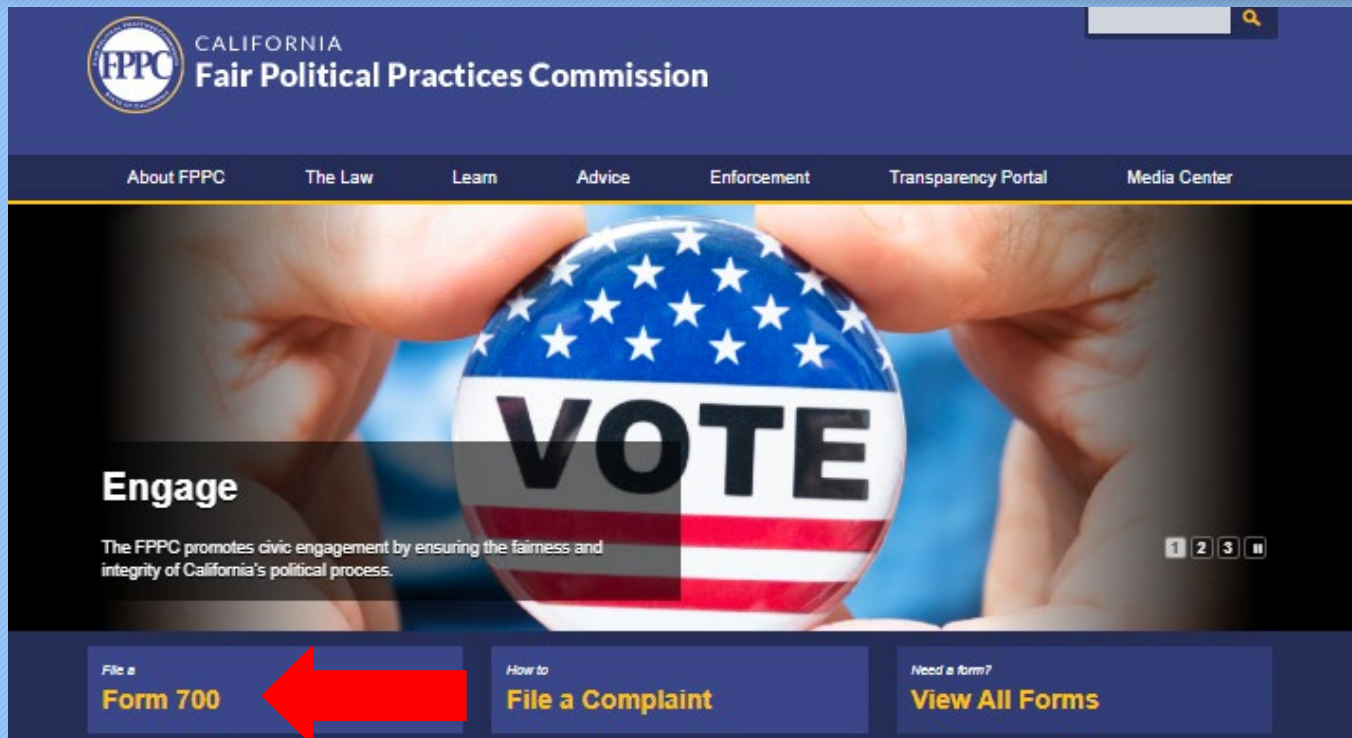 FPPC
CALIFORNIA
Fair Political Practices Commission
About FPPC The Law Learn Advice Enforcement Transparency Portal Media Center
VOTE
Engage
The FPPC promotes civic engagement by ensuring the fairness and
integrity of California's political process.
1 2 3
File a
Form 700
How to
File a Complaint
Need a form?
View All Forms